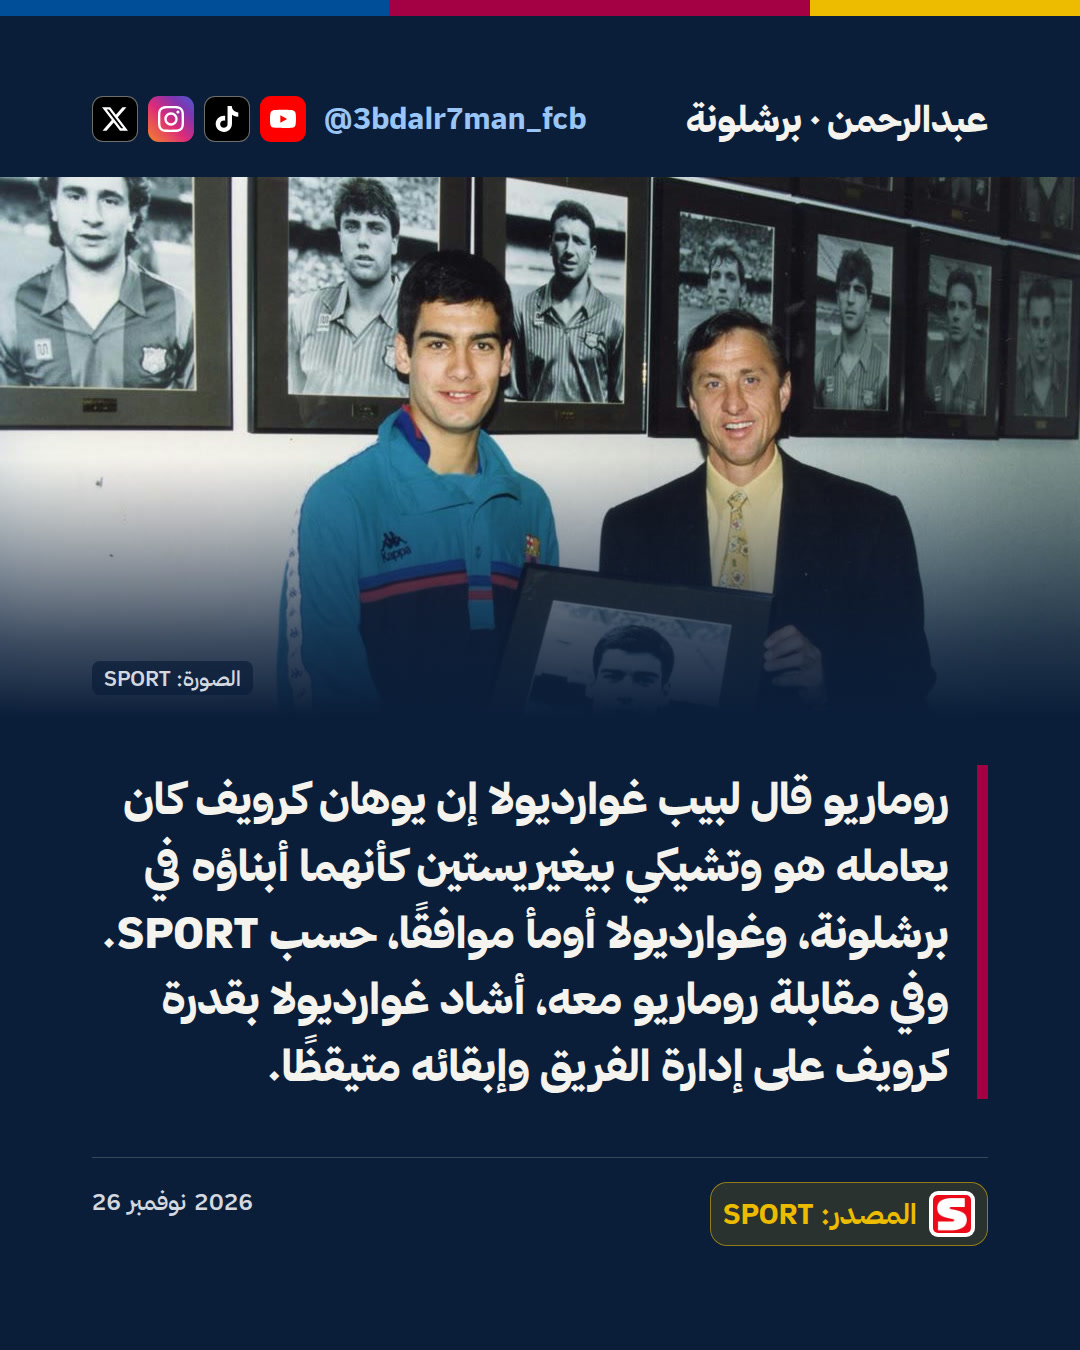 عبدالرحمن · برشلونة
@3bdalr7man_fcb
Kappa
الصورة: SPORT
روماريو قال لبيب غوارديولا إن يوهان كرويف كان
يعامله هو وتشيكي بيغيريستين كأنهما أبناؤه في
برشلونة، وغوارديولا أومأ موافقًا، حسب SPORT.
وفي مقابلة روماريو معه، أشاد غوارديولا بقدرة
كرويف على إدارة الفريق وإبقائه متيقظًا.
المصدر: SPORT
26 نوفمبر 2026